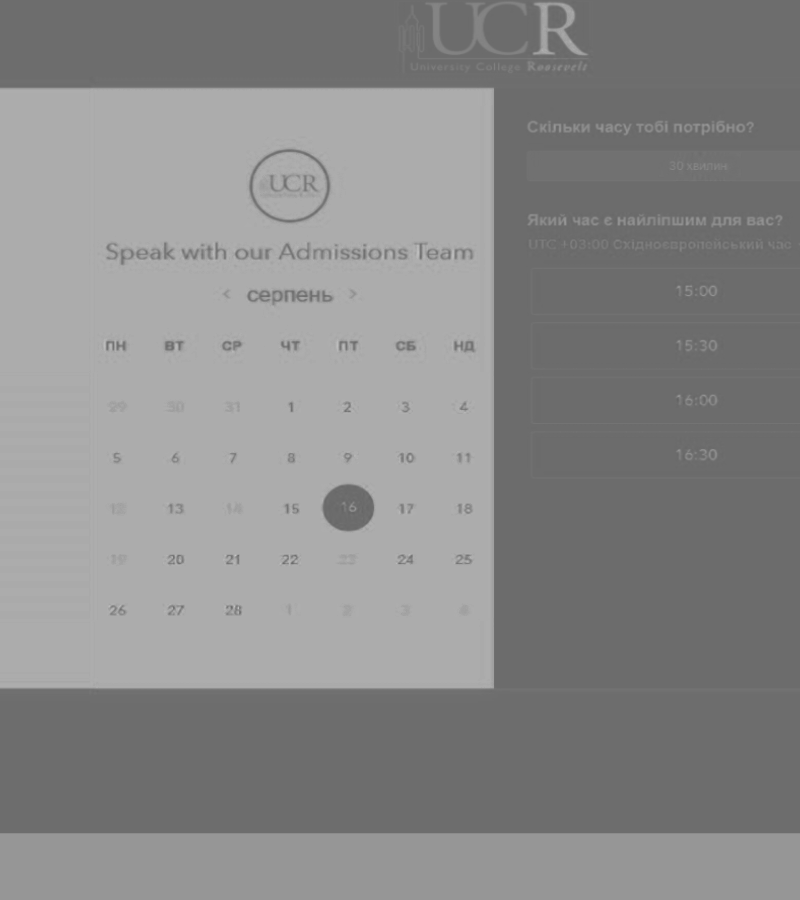 UCR
University College Roosevelt
UCR
Speak with our Admissions Team
< серпень >
ПН ВТ СР ЧТ ПТ СБ НД
29 30 31 1 2 3 4
5 6 7 8 9 10 11
12 13 14 15 16 17 18
19 20 21 22 23 24 25
26 27 28 1 2 3 4
Скільки часу тобі потрібно?
30 хвилин
Який час є найліпшим для вас?
UTC +03:00 Східноєвропейський час
15:00
15:30
16:00
16:30